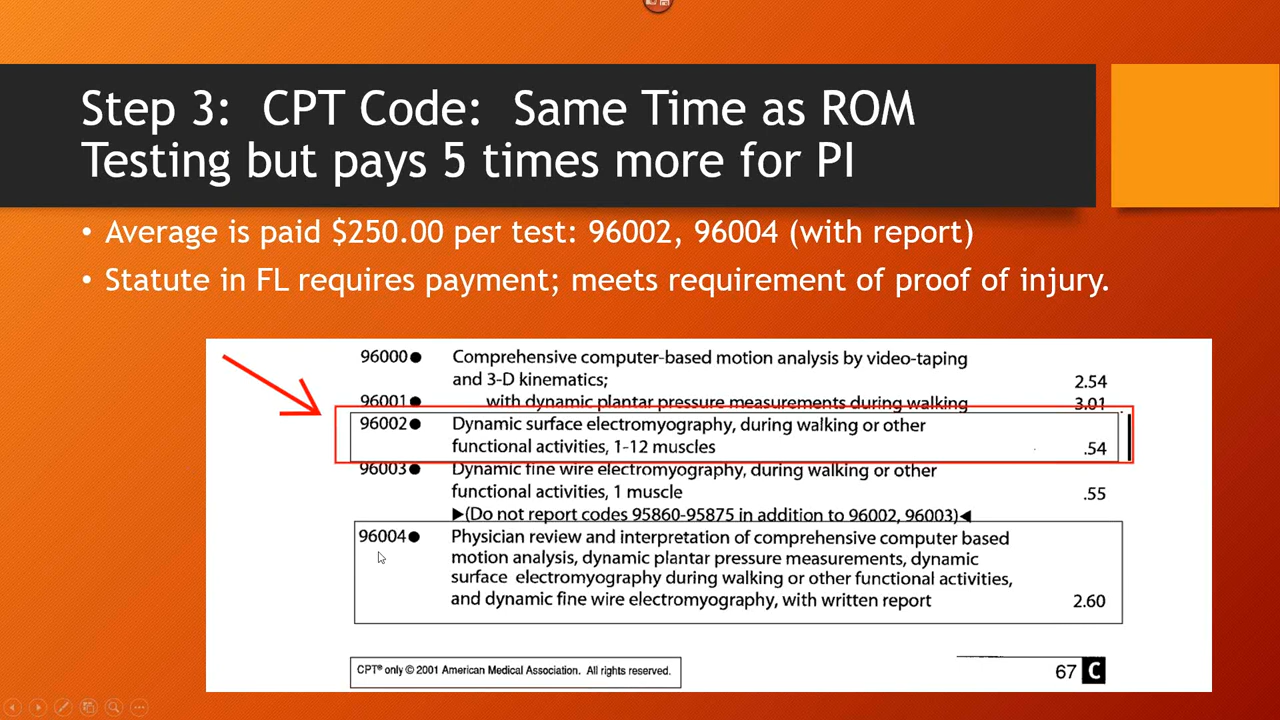 Step 3: CPT Code: Same Time as ROM
Testing but pays 5 times more for PI
• Average is paid $250.00 per test: 96002, 96004 (with report)
• Statute in FL requires payment; meets requirement of proof of injury.
96000● Comprehensive computer-based motion analysis by video-taping
and 3-D kinematics; 2.54
96001● with dynamic plantar pressure measurements during walking 3.01
96002● Dynamic surface electromyography, during walking or other
functional activities, 1-12 muscles .54
96003● Dynamic fine wire electromyography, during walking or other
functional activities, 1 muscle .55
▶(Do not report codes 95860-95875 in addition to 96002, 96003)◀
96004● Physician review and interpretation of comprehensive computer based
motion analysis, dynamic plantar pressure measurements, dynamic
surface electromyography during walking or other functional activities,
and dynamic fine wire electromyography, with written report 2.60
CPT® only © 2001 American Medical Association. All rights reserved.
67 C